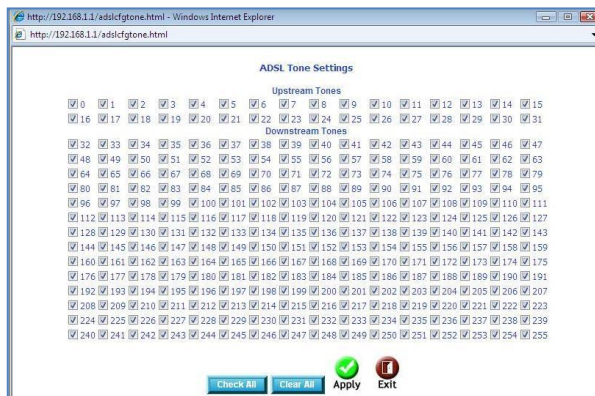 http://192.168.1.1/adslcfgtone.html - Windows Internet Explorer
http://192.168.1.1/adslcfgtone.html
ADSL Tone Settings
Upstream Tones
0 1 2 3 4 5 6 7 8 9 10 11 12 13 14 15
16 17 18 19 20 21 22 23 24 25 26 27 28 29 30 31
Downstream Tones
32 33 34 35 36 37 38 39 40 41 42 43 44 45 46 47
48 49 50 51 52 53 54 55 56 57 58 59 60 61 62 63
64 65 66 67 68 69 70 71 72 73 74 75 76 77 78 79
80 81 82 83 84 85 86 87 88 89 90 91 92 93 94 95
96 97 98 99 100 101 102 103 104 105 106 107 108 109 110 111
112 113 114 115 116 117 118 119 120 121 122 123 124 125 126 127
128 129 130 131 132 133 134 135 136 137 138 139 140 141 142 143
144 145 146 147 148 149 150 151 152 153 154 155 156 157 158 159
160 161 162 163 164 165 166 167 168 169 170 171 172 173 174 175
176 177 178 179 180 181 182 183 184 185 186 187 188 189 190 191
192 193 194 195 196 197 198 199 200 201 202 203 204 205 206 207
208 209 210 211 212 213 214 215 216 217 218 219 220 221 222 223
224 225 226 227 228 229 230 231 232 233 234 235 236 237 238 239
240 241 242 243 244 245 246 247 248 249 250 251 252 253 254 255
Check All Clear All Apply Exit